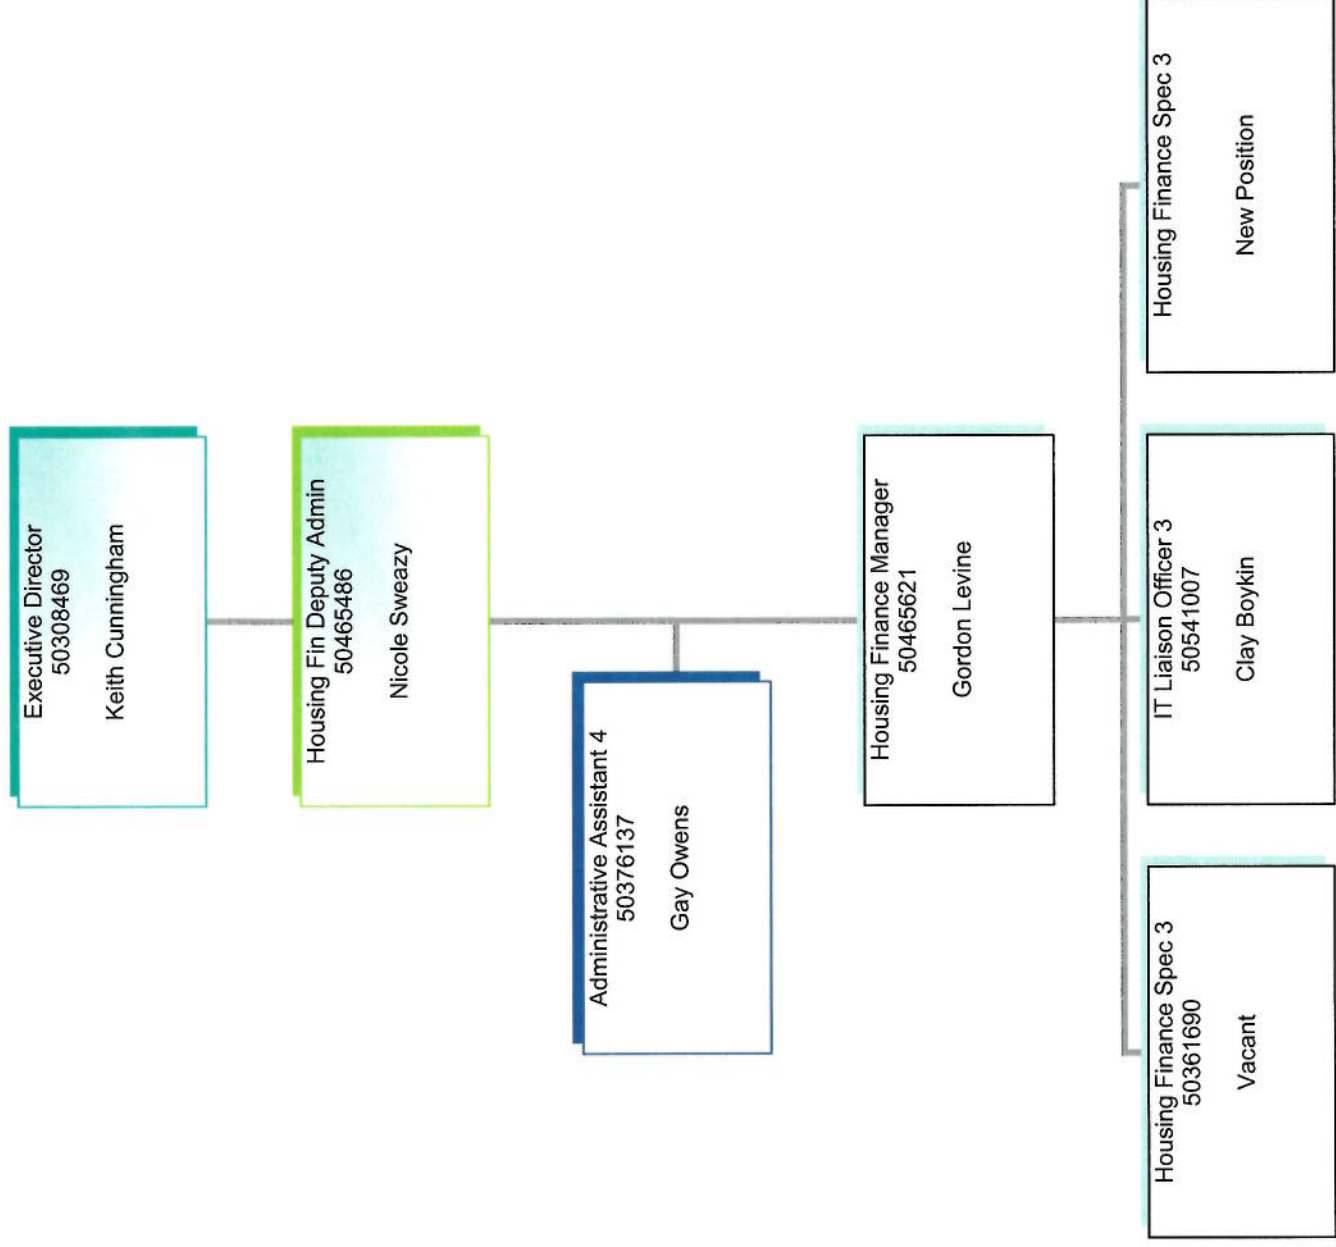 Executive Director
50308469
Keith Cunningham
Housing Fin Deputy Admin
50465486
Nicole Sweazy
Administrative Assistant 4
50376137
Gay Owens
Housing Finance Manager
50465621
Gordon Levine
Housing Finance Spec 3
50361690
Vacant
IT Liaison Officer 3
50541007
Clay Boykin
Housing Finance Spec 3
New Position